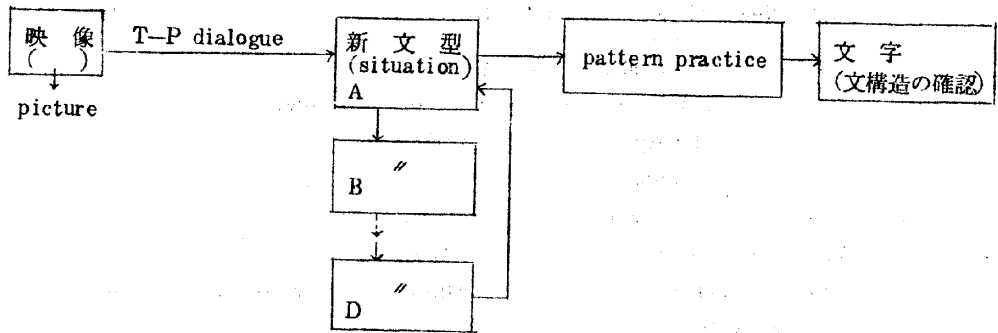 映像
(　　)
picture
T—P dialogue
新文型
(situation)
A
〃
B
〃
D
pattern practice
文字
(文構造の確認)